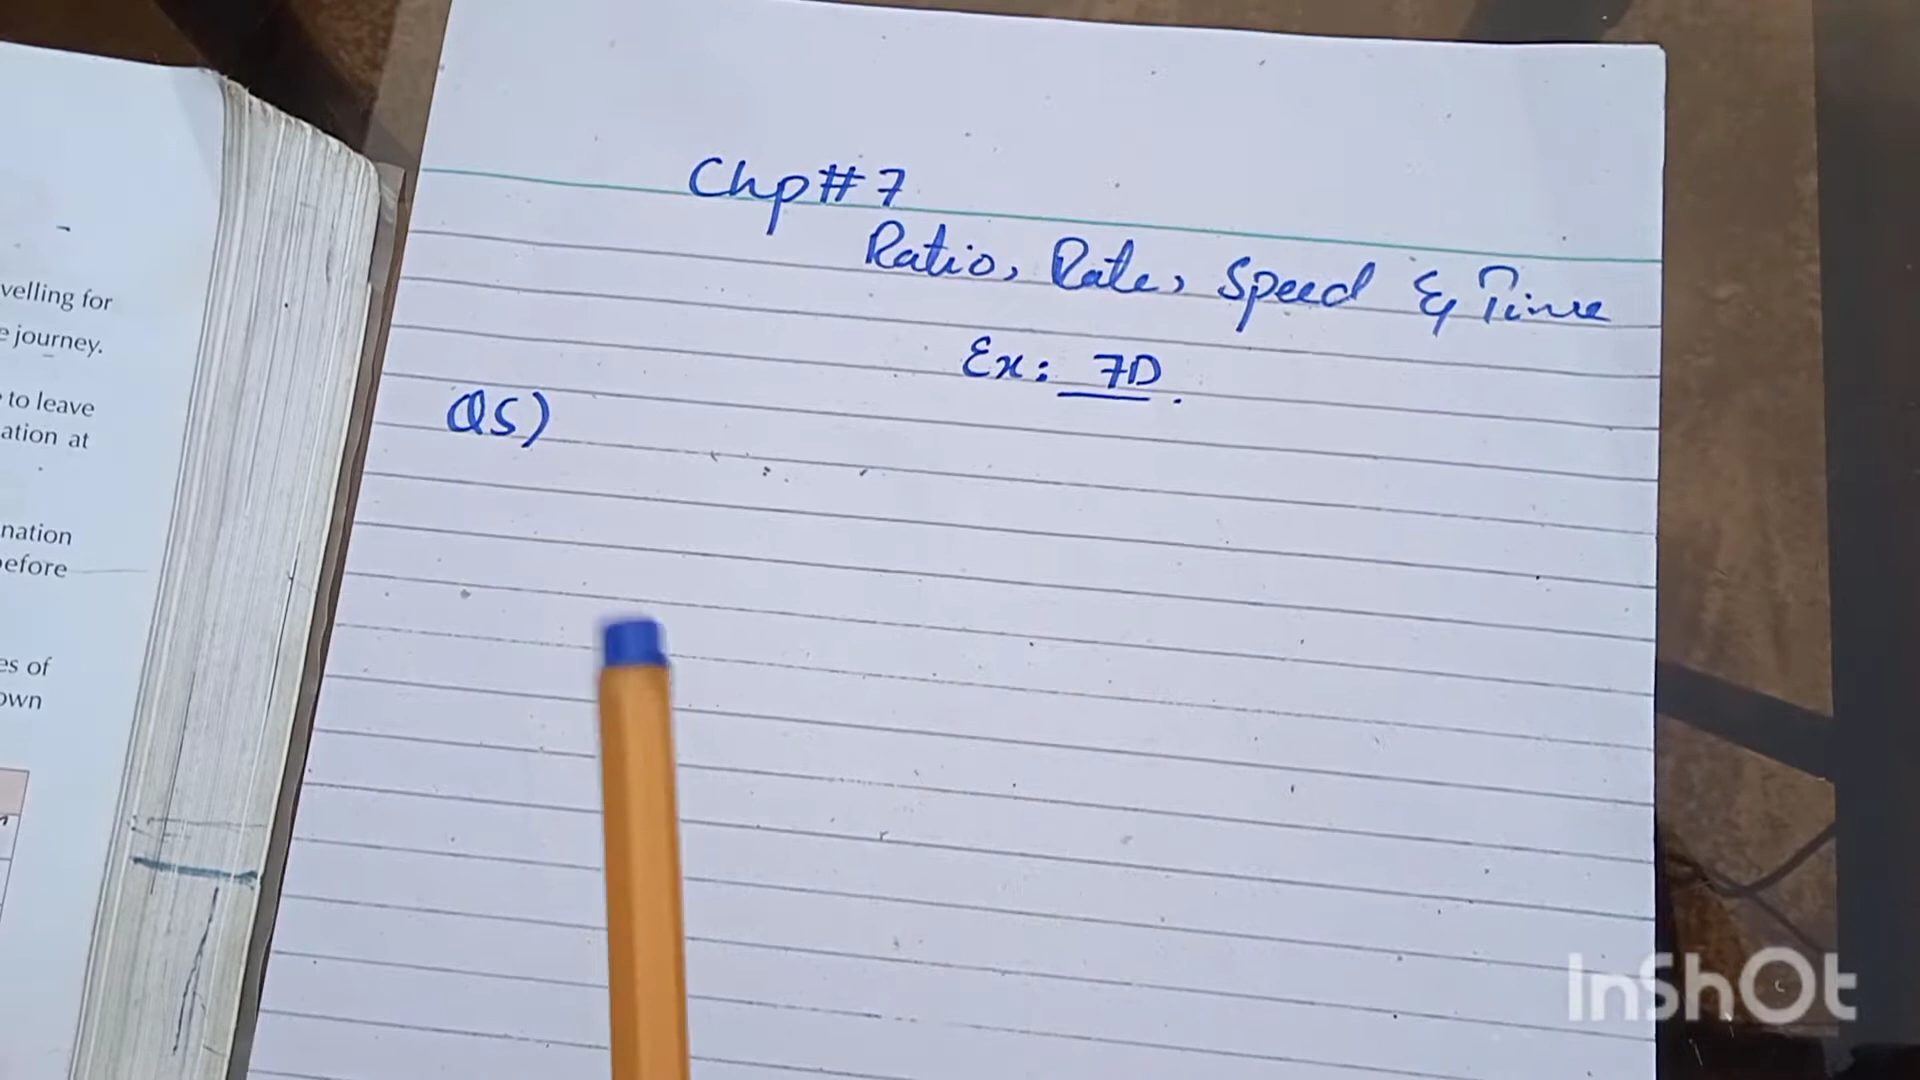 velling for
e journey.
to leave
ation at
nation
before
es of
own
Chp#7
Ratio, Rate, Speed & Time
Ex: 7D.
Q5)
InShOt